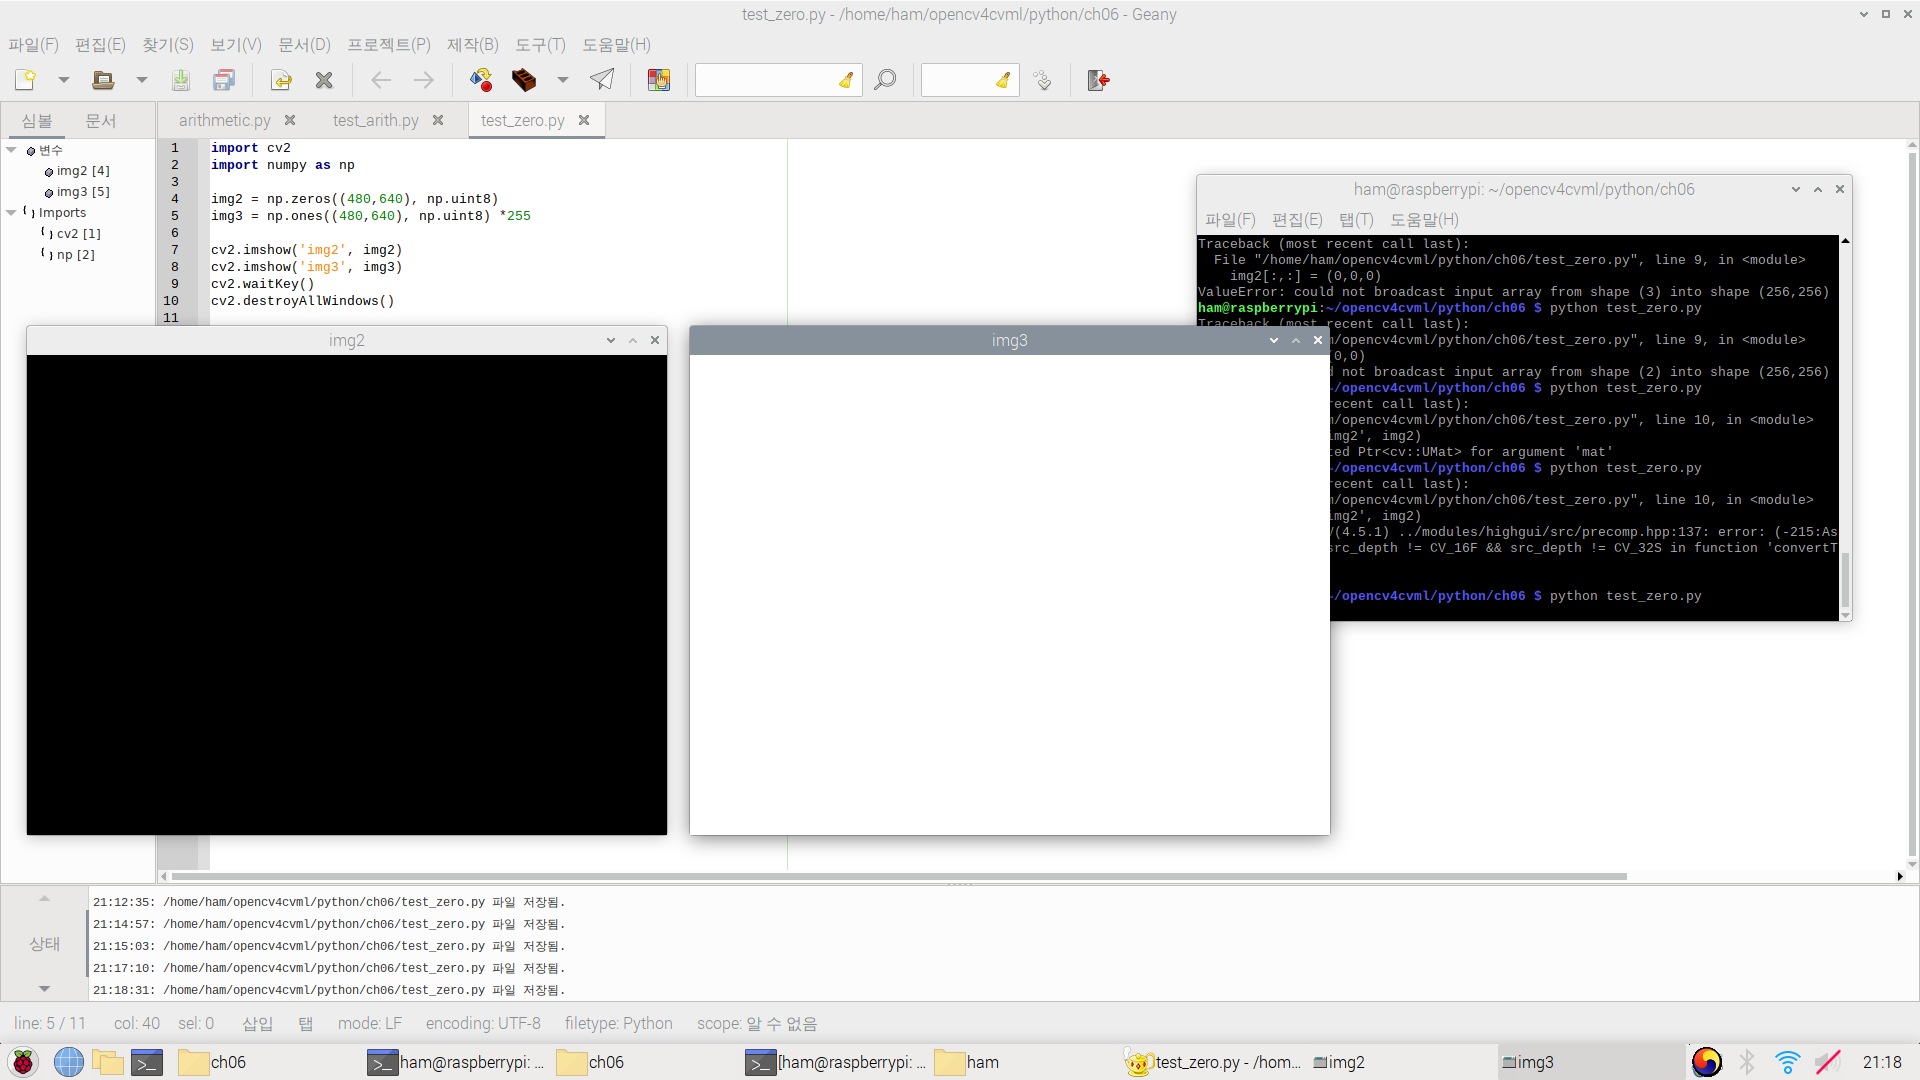 test_zero.py - /home/ham/opencv4cvml/python/ch06 - Geany
파일(F) 편집(E) 찾기(S) 보기(V) 문서(D) 프로젝트(P) 제작(B) 도구(T) 도움말(H)
심볼 문서
arithmetic.py test_arith.py test_zero.py
변수
img2 [4]
img3 [5]
Imports
cv2 [1]
np [2]
1 import cv2
2 import numpy as np
3
4 img2 = np.zeros((480,640), np.uint8)
5 img3 = np.ones((480,640), np.uint8) *255
6
7 cv2.imshow('img2', img2)
8 cv2.imshow('img3', img3)
9 cv2.waitKey()
10 cv2.destroyAllWindows()
11
ham@raspberrypi: ~/opencv4cvml/python/ch06
파일(F) 편집(E) 탭(T) 도움말(H)
Traceback (most recent call last):
File "/home/ham/opencv4cvml/python/ch06/test_zero.py", line 9, in <module>
img2[:,:] = (0,0,0)
ValueError: could not broadcast input array from shape (3) into shape (256,256)
ham@raspberrypi:~/opencv4cvml/python/ch06 $ python test_zero.py
Traceback (most recent call last):
/opencv4cvml/python/ch06/test_zero.py", line 9, in <module>
0,0)
not broadcast input array from shape (2) into shape (256,256)
/opencv4cvml/python/ch06 $ python test_zero.py
recent call last):
/opencv4cvml/python/ch06/test_zero.py", line 10, in <module>
img2', img2)
ted Ptr<cv::UMat> for argument 'mat'
/opencv4cvml/python/ch06 $ python test_zero.py
recent call last):
/opencv4cvml/python/ch06/test_zero.py", line 10, in <module>
img2', img2)
(4.5.1) ../modules/highgui/src/precomp.hpp:137: error: (-215:As
src_depth != CV_16F && src_depth != CV_32S in function 'convertT
/opencv4cvml/python/ch06 $ python test_zero.py
img2
img3
상태
21:12:35: /home/ham/opencv4cvml/python/ch06/test_zero.py 파일 저장됨.
21:14:57: /home/ham/opencv4cvml/python/ch06/test_zero.py 파일 저장됨.
21:15:03: /home/ham/opencv4cvml/python/ch06/test_zero.py 파일 저장됨.
21:17:10: /home/ham/opencv4cvml/python/ch06/test_zero.py 파일 저장됨.
21:18:31: /home/ham/opencv4cvml/python/ch06/test_zero.py 파일 저장됨.
line: 5 / 11 col: 40 sel: 0 삽입 탭 mode: LF encoding: UTF-8 filetype: Python scope: 알 수 없음
ch06 ham@raspberrypi: ... ch06 [ham@raspberrypi: ... ham test_zero.py - /hom... img2 img3 21:18